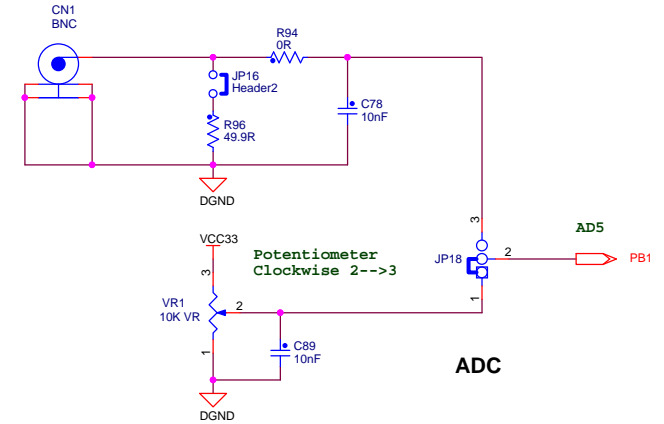 CN1
BNC
R94
0R
JP16
Header2
C78
10nF
R96
49.9R
DGND
3
AD5
VCC33
Potentiometer
Clockwise 2-->3
JP18
2
PB1
3
VR1
10K VR
2
1
1
C89
10nF
ADC
DGND